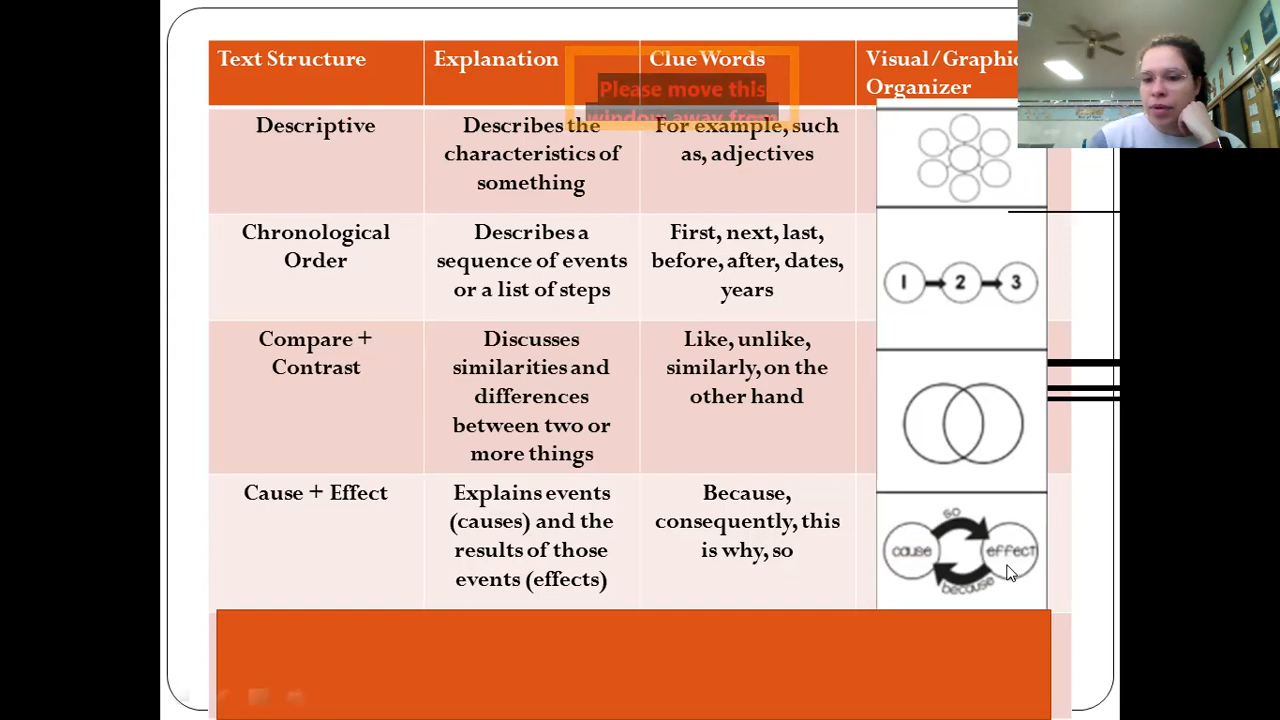 Text Structure
Explanation
Clue Words
Visual/Graphic
Organizer
Please move this
window away from
Descriptive
Describes the
characteristics of
something
For example, such
as, adjectives
Chronological
Order
Describes a
sequence of events
or a list of steps
First, next, last,
before, after, dates,
years
1 2 3
Compare +
Contrast
Discusses
similarities and
differences
between two or
more things
Like, unlike,
similarly, on the
other hand
Cause + Effect
Explains events
(causes) and the
results of those
events (effects)
Because,
consequently, this
is why, so
so
cause effect
because